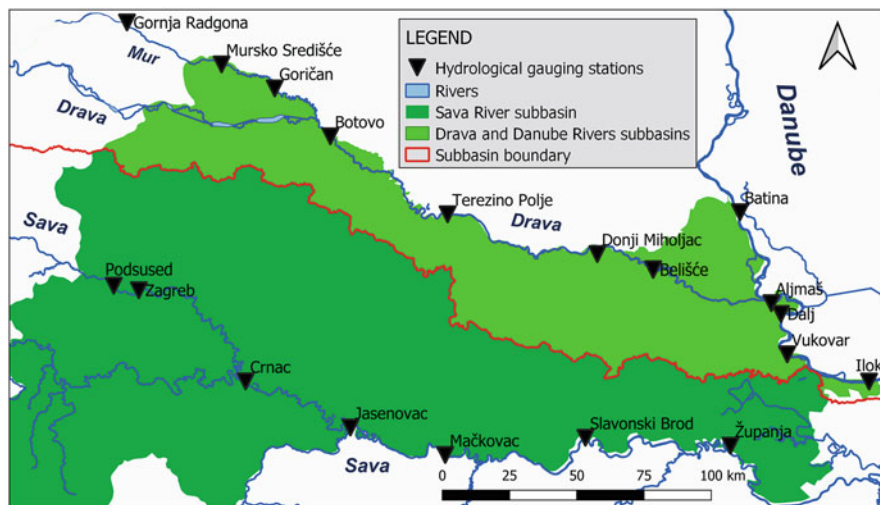 Gornja Radgona
Mur
Mursko Središće
Goričan
Drava
Botovo
LEGEND
Hydrological gauging stations
Rivers
Sava River subbasin
Drava and Danube Rivers subbasins
Subbasin boundary
Danube
Terezino Polje
Drava
Batina
Donji Miholjac
Belišće
Sava
Podsused
Zagreb
Aljmaš
Dalj
Vukovar
Ilok
Crnac
Jasenovac
Mačkovac
Slavonski Brod
Županja
Sava
0 25 50 75 100 km